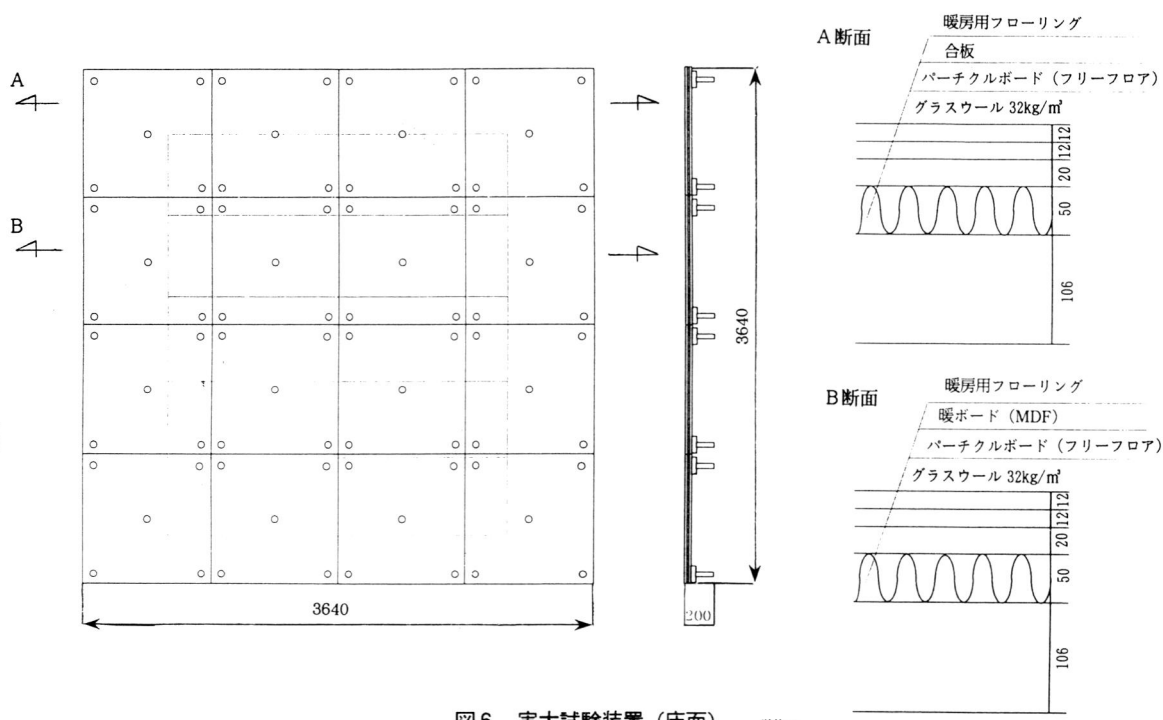 A
B
3640
3640
200
A断面
暖房用フローリング
合板
パーチクルボード（フリーフロア）
グラスウール 32kg/㎥
12
12
20
50
106
B断面
暖房用フローリング
暖ボード（MDF）
パーチクルボード（フリーフロア）
グラスウール 32kg/㎥
12
12
20
50
106
図6 実大試験装置（床面）